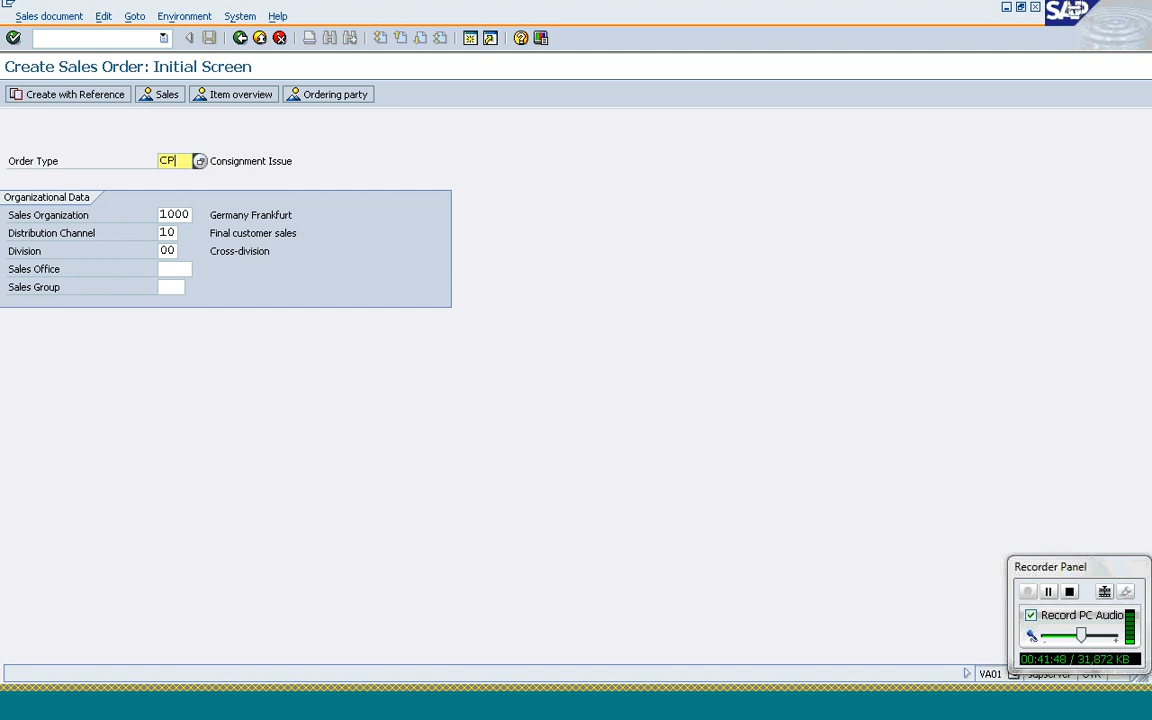 Sales document Edit Goto Environment System Help
SAP
Create Sales Order: Initial Screen
Create with Reference Sales Item overview Ordering party
Order Type CP Consignment Issue
Organizational Data
Sales Organization 1000 Germany Frankfurt
Distribution Channel 10 Final customer sales
Division 00 Cross-division
Sales Office
Sales Group
Recorder Panel
Record PC Audio
00:41:48 / 31,872 KB
VA01